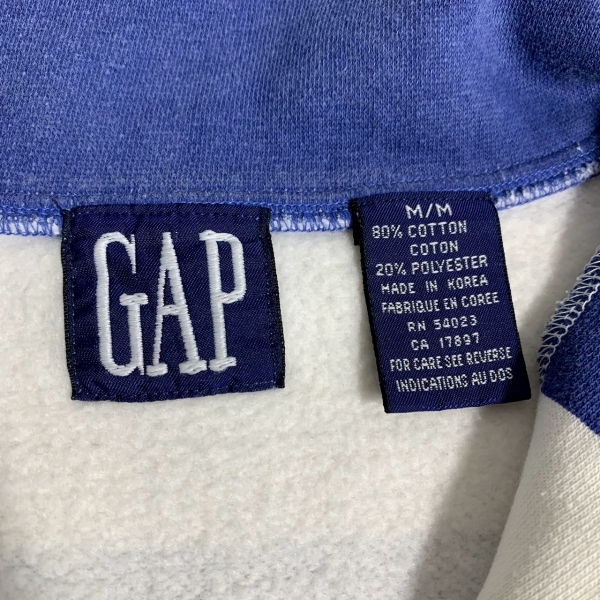 GAP
M/M
80% COTTON
COTON
20% POLYESTER
MADE IN KOREA
FABRIQUE EN COREE
RN 54023
CA 17897
FOR CARE SEE REVERSE
INDICATIONS AU DOS